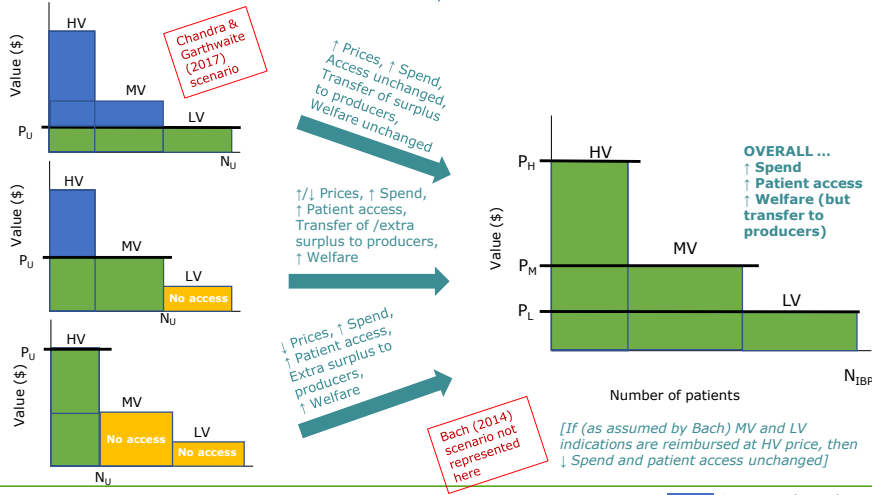 HV
Value ($)
MV
LV
P_U
N_U
Chandra &
Garthwaite
(2017)
scenario
↑ Prices, ↑ Spend,
Access unchanged,
Transfer of surplus
to producers,
Welfare unchanged
HV
Value ($)
P_U
MV
LV
No access
N_U
↑/↓ Prices, ↑ Spend,
↑ Patient access,
Transfer of /extra
surplus to producers,
↑ Welfare
HV
P_U
Value ($)
MV
No access
LV
No access
N_U
↓ Prices, ↑ Spend,
↑ Patient access,
Extra surplus to
producers,
↑ Welfare
Bach (2014)
scenario not
represented
here
P_H
HV
Value ($)
P_M
MV
P_L
LV
N_IBP
Number of patients
OVERALL ...
↑ Spend
↑ Patient access
↑ Welfare (but
transfer to
producers)
[If (as assumed by Bach) MV and LV
indications are reimbursed at HV price, then
↓ Spend and patient access unchanged]